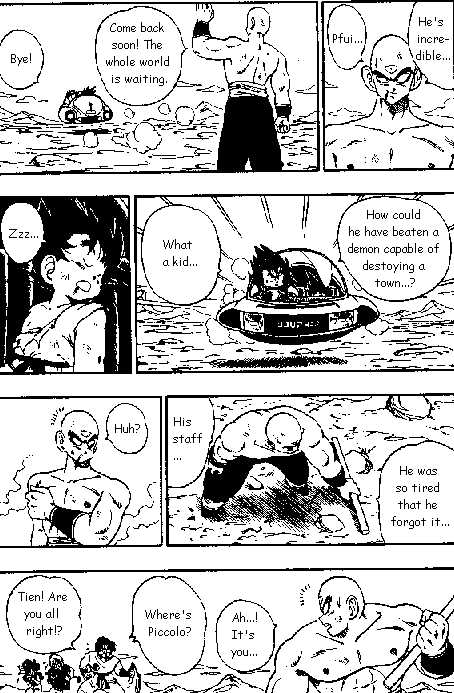 Bye!
Come back
soon! The
whole world
is waiting.
Pfui...
He's
incre-
dible...
Zzz...
What
a kid...
How could
he have beaten a
demon capable of
destoying a
town...?
Huh?
His
staff
...
He was
so tired
that he
forgot it...
Tien! Are
you all
right!?
Where's
Piccolo?
Ah...!
It's
you...